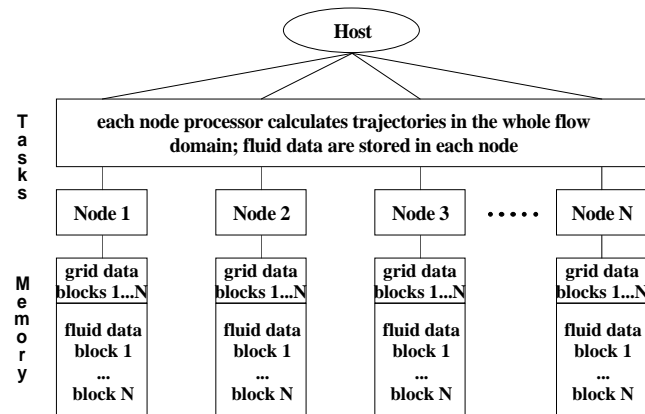 Host
Tasks
each node processor calculates trajectories in the whole flow
domain; fluid data are stored in each node
Node 1 Node 2 Node 3 ..... Node N
Memory
grid data grid data grid data grid data
blocks 1...N blocks 1...N blocks 1...N blocks 1...N
fluid data fluid data fluid data fluid data
block 1 block 1 block 1 block 1
... ... ... ...
block N block N block N block N